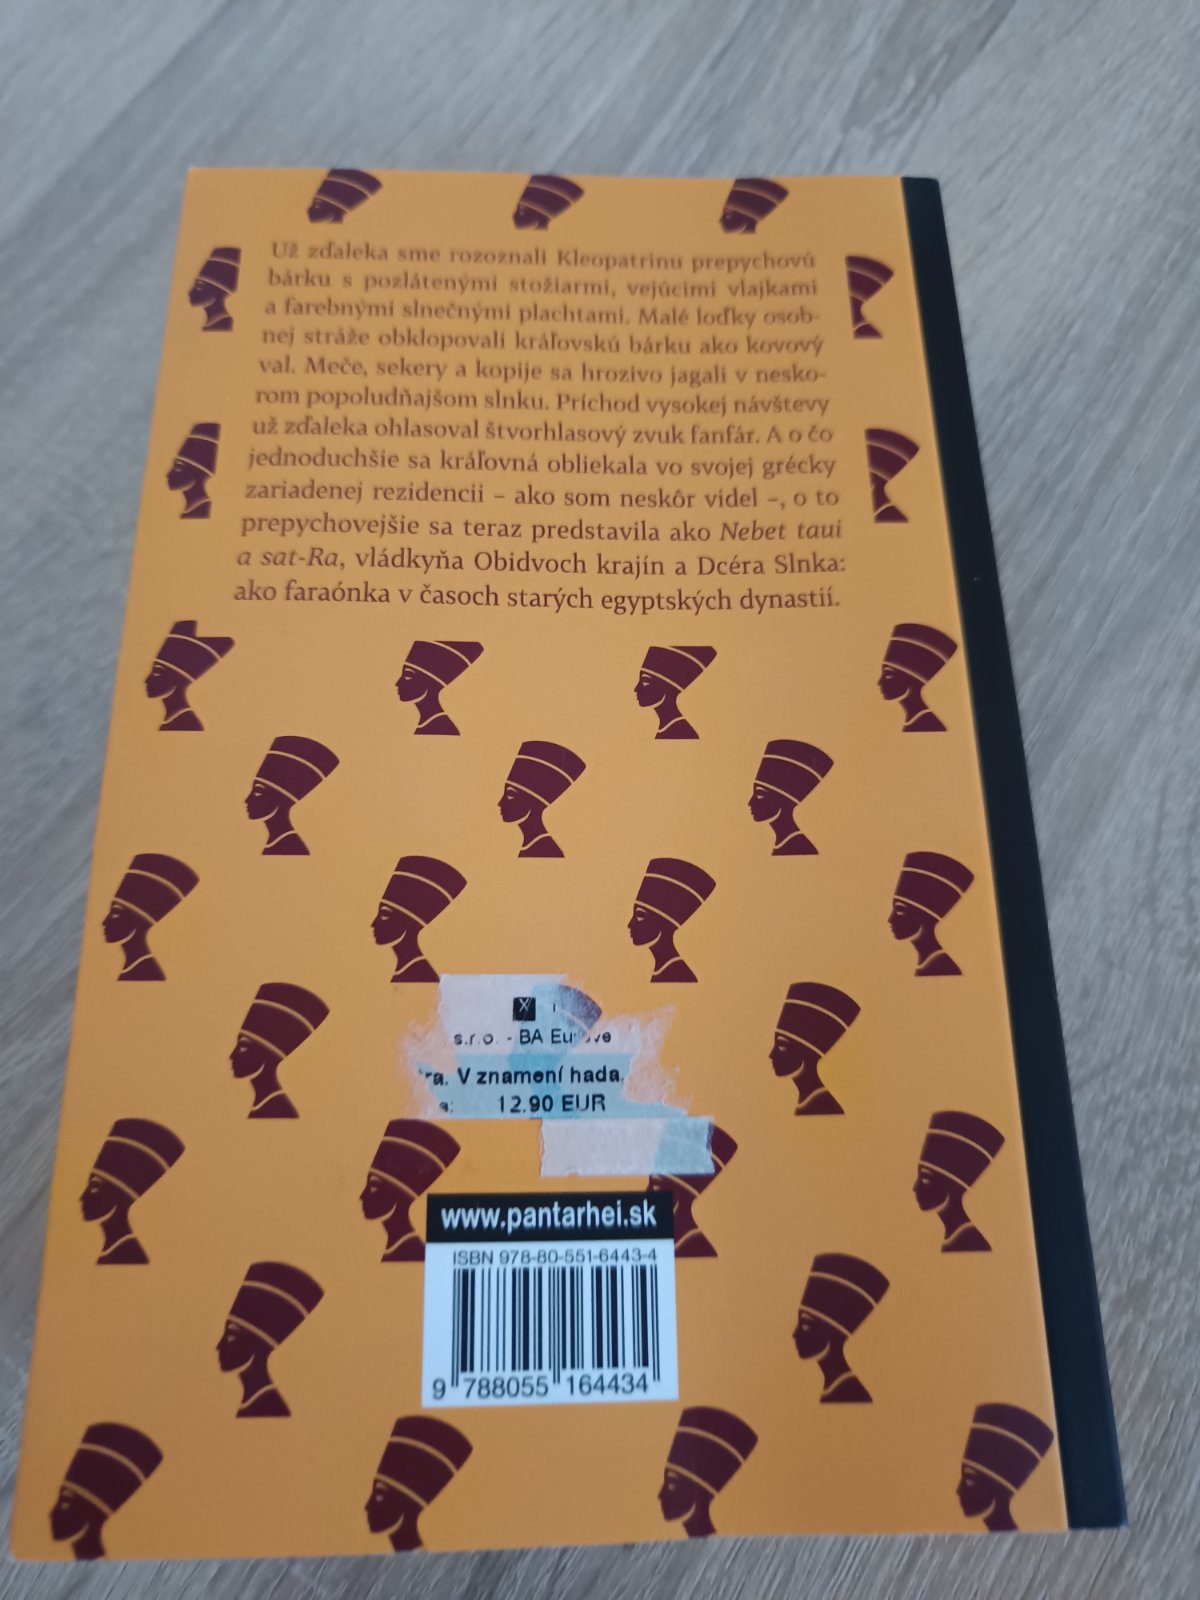 Už zďaleka sme rozoznali Kleopatrinu prepychovú
bárku s pozlátenými stožiarmi, vejúcimi vlajkami
a farebnými slnečnými plachtami. Malé loďky osob-
nej stráže obklopovali kráľovskú bárku ako kovový
val. Meče, sekery a kopije sa hrozivo jagali v nesko-
rom popoludňajšom slnku. Príchod vysokej návštevy
už zďaleka ohlasoval štvorhlasový zvuk fanfár. A o čo
jednoduchšie sa kráľovná obliekala vo svojej grécky
zariadenej rezidencii – ako som neskôr videl –, o to
prepychovejšie sa teraz predstavila ako Nebet tauí
a sat-Ra, vládkyňa Obidvoch krajín a Dcéra Slnka:
ako faraónka v časoch starých egyptských dynastií.
s.r.o. - BA
V znamení hada.
12.90 EUR
www.pantarhei.sk
ISBN 978-80-551-6443-4
9 788055 164434